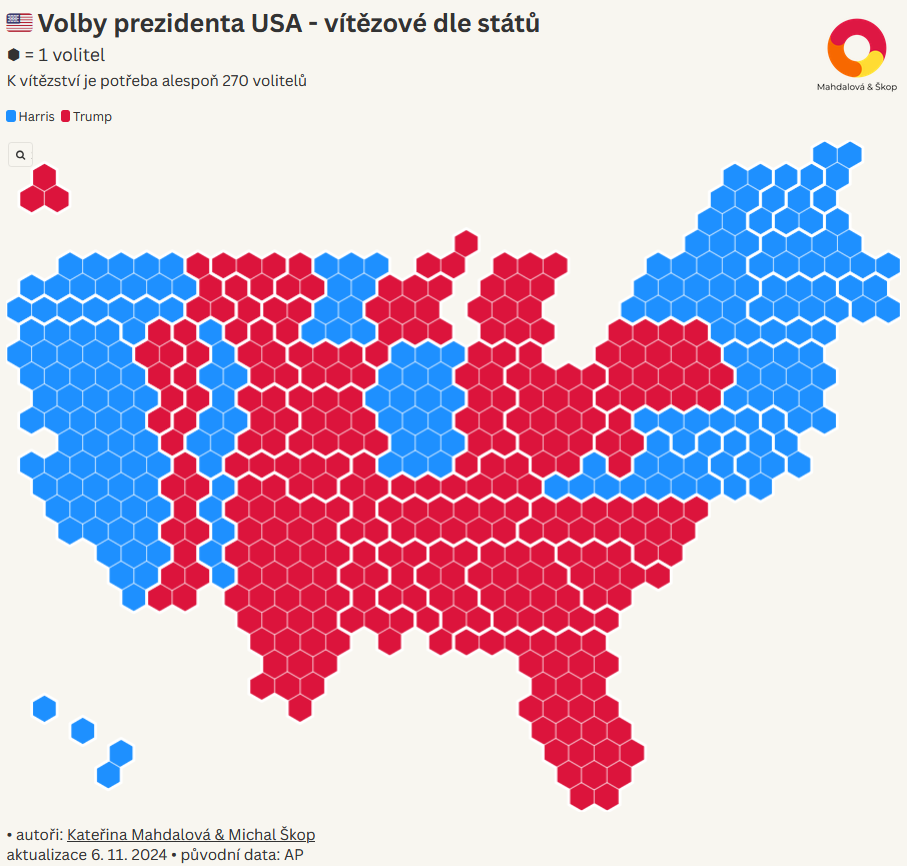 Volby prezidenta USA - vítězové dle států
= 1 volitel
K vítězství je potřeba alespoň 270 volitelů
Mahdalová & Škop
Harris Trump
• autoři: Kateřina Mahdalová & Michal Škop
aktualizace 6. 11. 2024 • původní data: AP